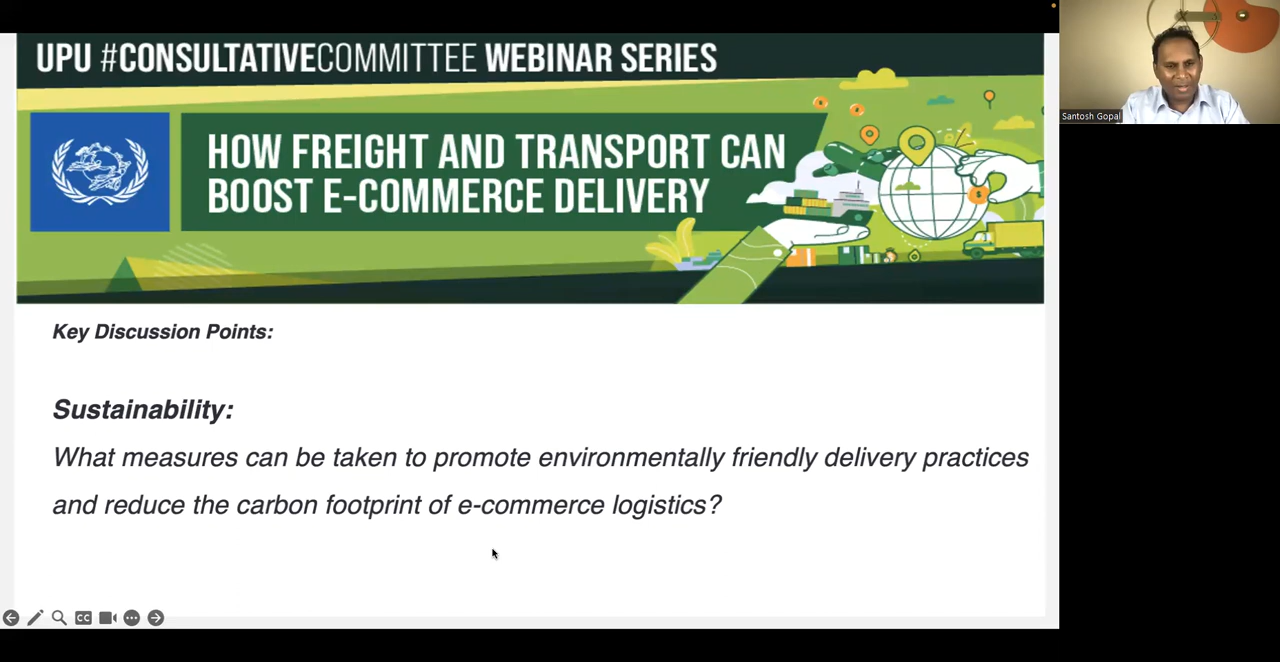 UPU #CONSULTATIVECOMMITTEE WEBINAR SERIES
HOW FREIGHT AND TRANSPORT CAN
BOOST E-COMMERCE DELIVERY
Santosh Gopal
Key Discussion Points:
Sustainability:
What measures can be taken to promote environmentally friendly delivery practices
and reduce the carbon footprint of e-commerce logistics?
CC